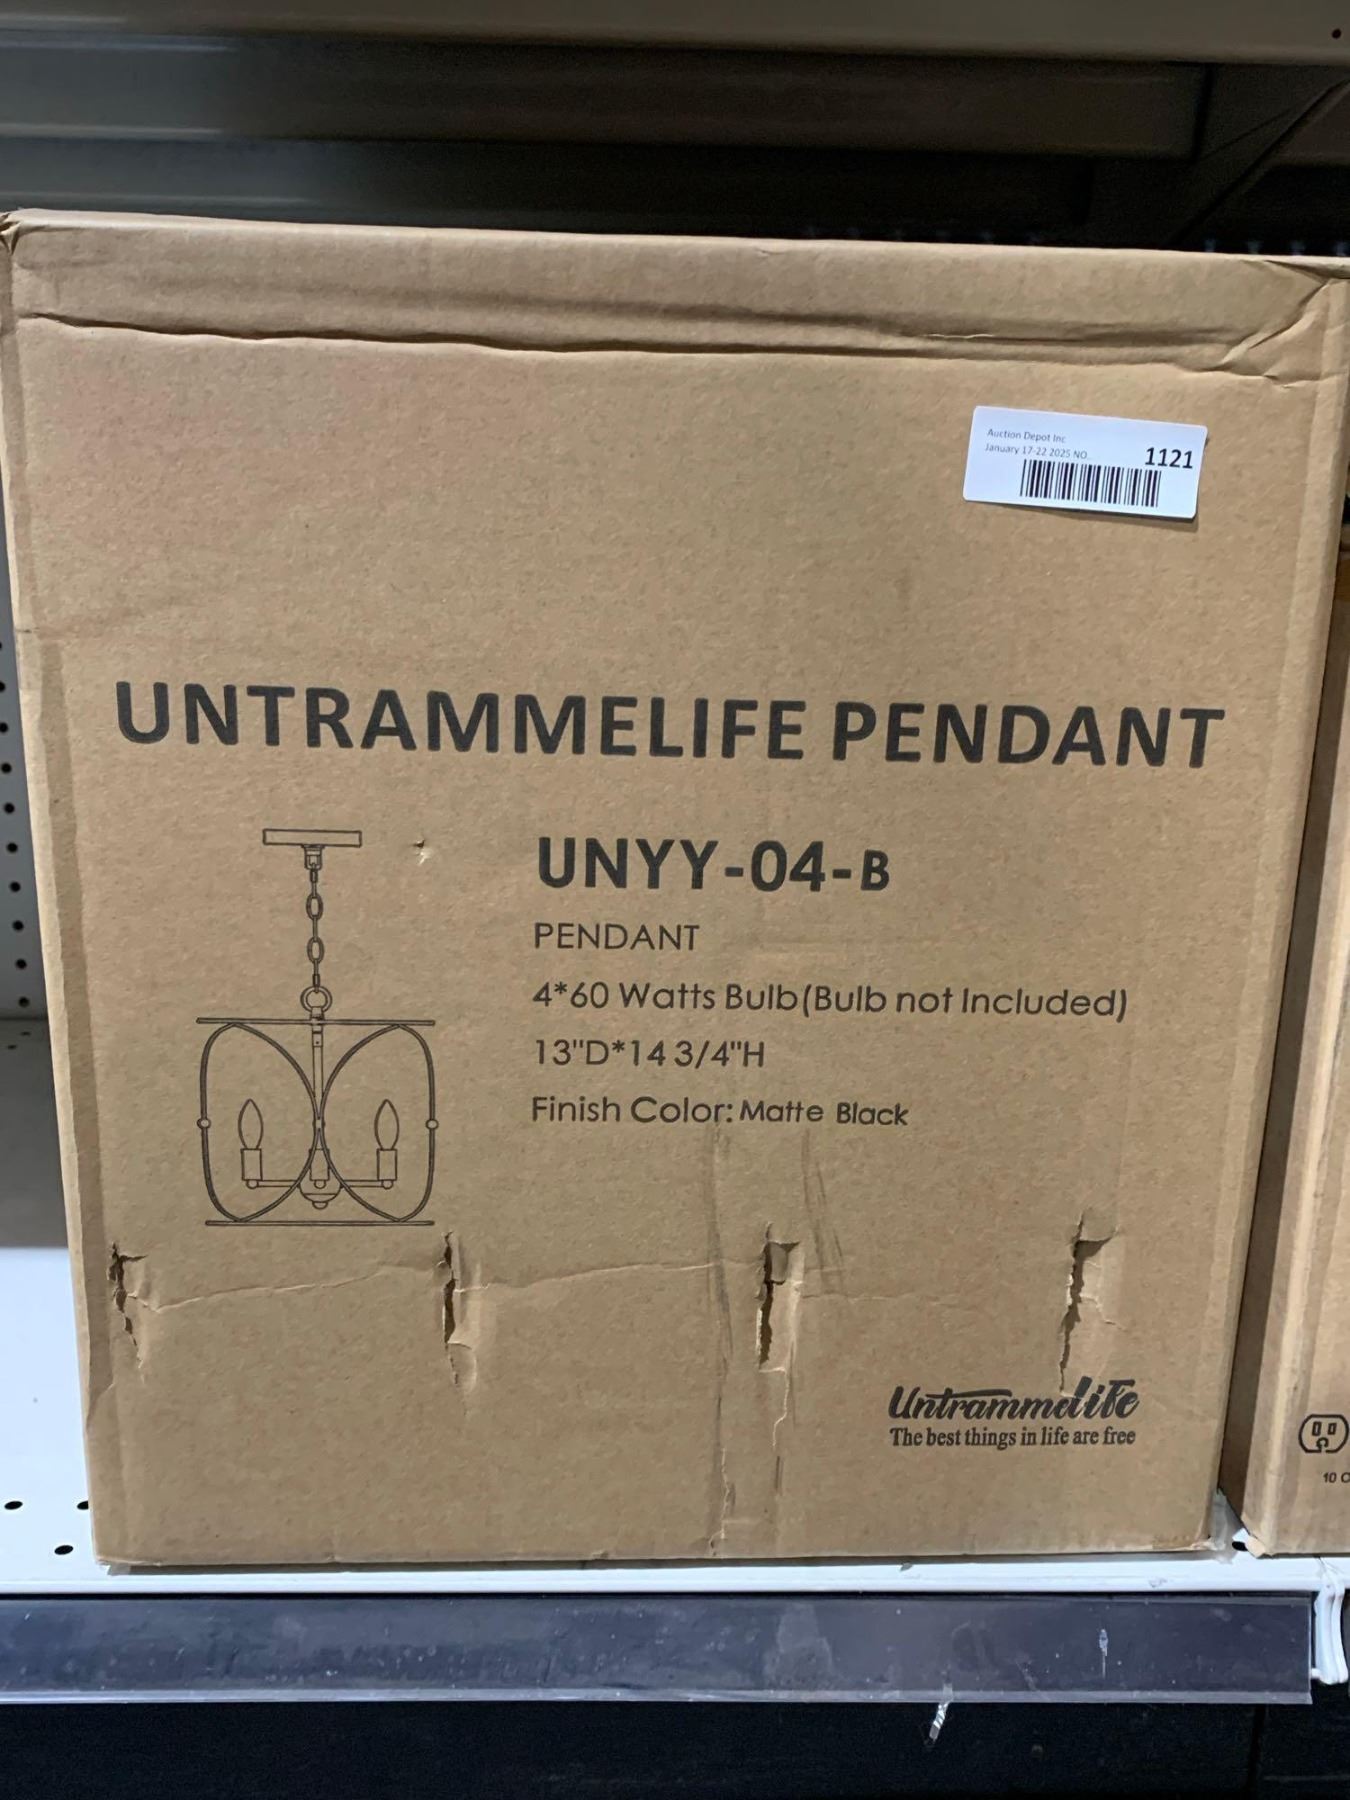 Auction Depot Inc
January 17-22 2025 NO...
1121
UNTRAMMELIFE PENDANT
UNYY-04-B
PENDANT
4*60 Watts Bulb(Bulb not Included)
13"D*14 3/4"H
Finish Color: Matte Black
Untrammelife
The best things in life are free
10